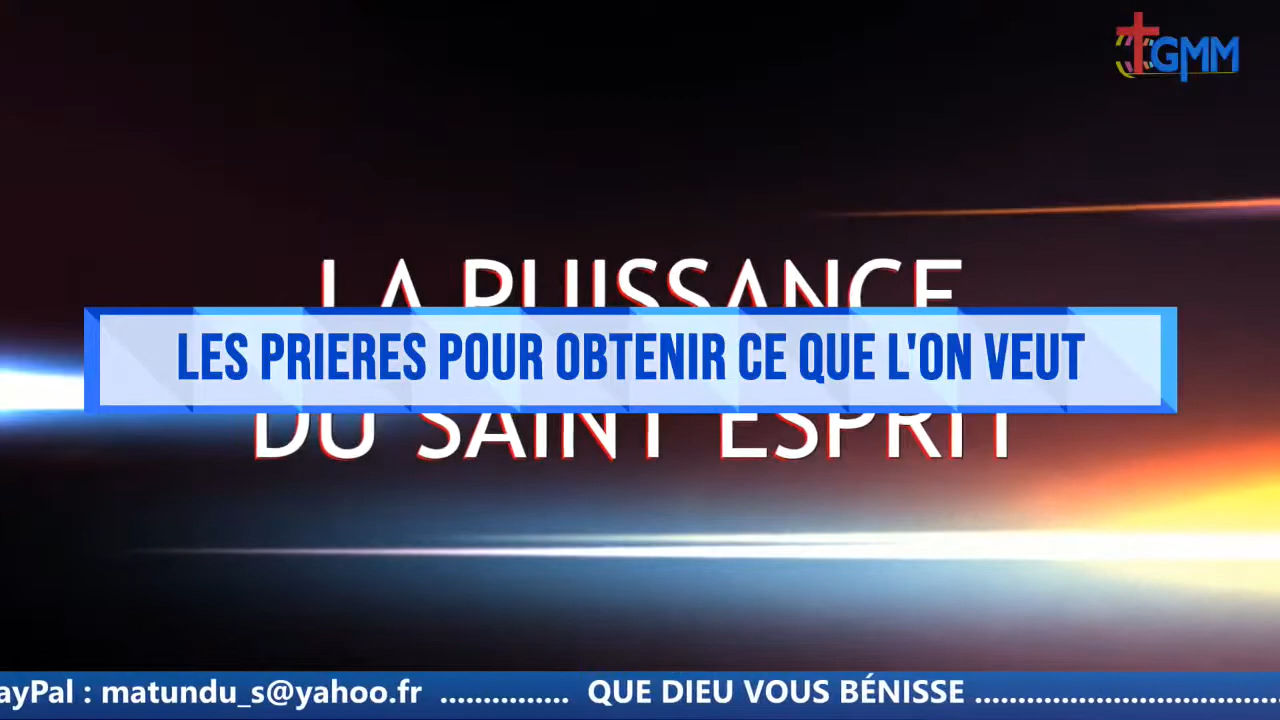 GMM
LA PUISSANCE
LES PRIERES POUR OBTENIR CE QUE L'ON VEUT
DU SAINT ESPRIT
ayPal : matundu_s@yahoo.fr .............. QUE DIEU VOUS BÉNISSE .................................